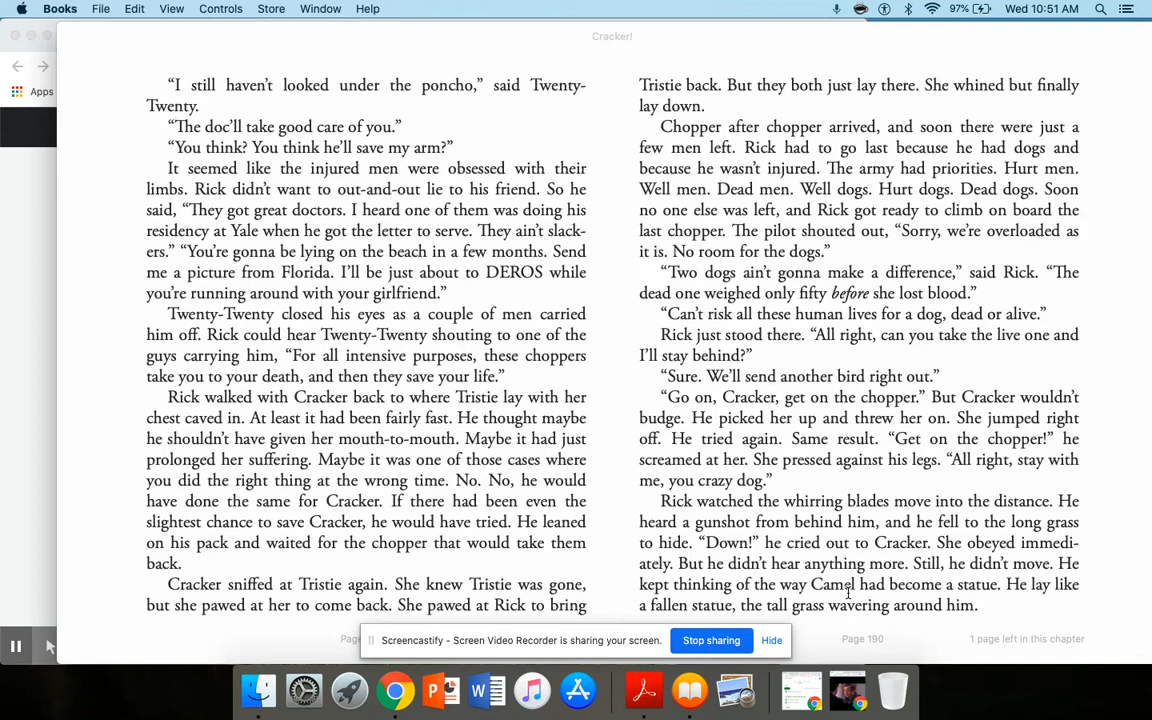 Books File Edit View Controls Store Window Help 97% Wed 10:51 AM
Cracker!
Apps
“I still haven’t looked under the poncho,” said Twenty-
Twenty.
“The doc’ll take good care of you.”
“You think? You think he’ll save my arm?”
It seemed like the injured men were obsessed with their
limbs. Rick didn’t want to out-and-out lie to his friend. So he
said, “They got great doctors. I heard one of them was doing his
residency at Yale when he got the letter to serve. They ain’t slack-
ers.” “You’re gonna be lying on the beach in a few months. Send
me a picture from Florida. I’ll be just about to DEROS while
you’re running around with your girlfriend.”
Twenty-Twenty closed his eyes as a couple of men carried
him off. Rick could hear Twenty-Twenty shouting to one of the
guys carrying him, “For all intensive purposes, these choppers
take you to your death, and then they save your life.”
Rick walked with Cracker back to where Tristie lay with her
chest caved in. At least it had been fairly fast. He thought maybe
he shouldn’t have given her mouth-to-mouth. Maybe it had just
prolonged her suffering. Maybe it was one of those cases where
you did the right thing at the wrong time. No. No, he would
have done the same for Cracker. If there had been even the
slightest chance to save Cracker, he would have tried. He leaned
on his pack and waited for the chopper that would take them
back.
Cracker sniffed at Tristie again. She knew Tristie was gone,
but she pawed at her to come back. She pawed at Rick to bring
Tristie back. But they both just lay there. She whined but finally
lay down.
Chopper after chopper arrived, and soon there were just a
few men left. Rick had to go last because he had dogs and
because he wasn’t injured. The army had priorities. Hurt men.
Well men. Dead men. Well dogs. Hurt dogs. Dead dogs. Soon
no one else was left, and Rick got ready to climb on board the
last chopper. The pilot shouted out, “Sorry, we’re overloaded as
it is. No room for the dogs.”
“Two dogs ain’t gonna make a difference,” said Rick. “The
dead one weighed only fifty before she lost blood.”
“Can’t risk all these human lives for a dog, dead or alive.”
Rick just stood there. “All right, can you take the live one and
I’ll stay behind?”
“Sure. We’ll send another bird right out.”
“Go on, Cracker, get on the chopper.” But Cracker wouldn’t
budge. He picked her up and threw her on. She jumped right
off. He tried again. Same result. “Get on the chopper!” he
screamed at her. She pressed against his legs. “All right, stay with
me, you crazy dog.”
Rick watched the whirring blades move into the distance. He
heard a gunshot from behind him, and he fell to the long grass
to hide. “Down!” he cried out to Cracker. She obeyed immedi-
ately. But he didn’t hear anything more. Still, he didn’t move. He
kept thinking of the way Camel had become a statue. He lay like
a fallen statue, the tall grass wavering around him.
Page 190 1 page left in this chapter
Screencastify - Screen Video Recorder is sharing your screen. Stop sharing Hide